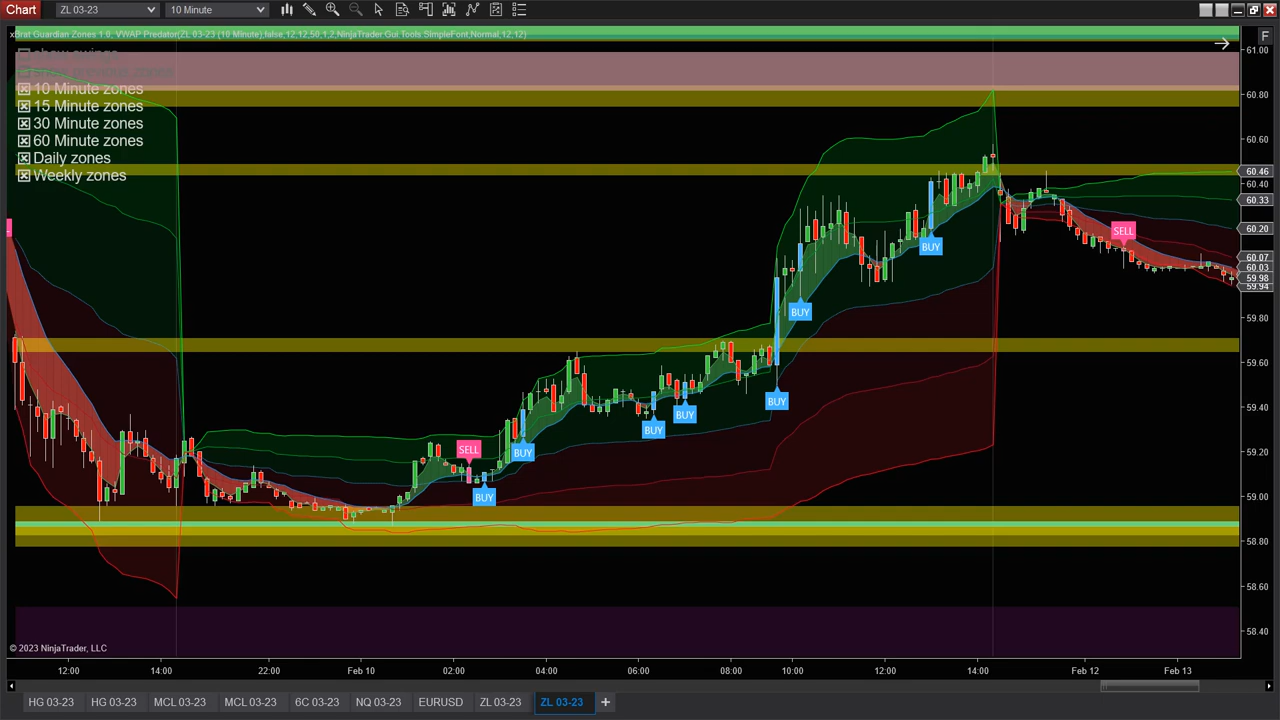 Chart ZL 03-23 10 Minute
xBrat Guardian Zones 1.0, VWAP Predator(ZL 03-23 (10 Minute),false,12,12,50,1,2,NinjaTrader.Gui.Tools.SimpleFont,Normal,12,12)
F
10 Minute zones
15 Minute zones
30 Minute zones
60 Minute zones
Daily zones
Weekly zones
61.00
60.80
60.60
60.46
60.40
60.33
60.20
60.07
60.03
59.98
59.94
59.80
59.60
59.40
59.20
59.00
58.80
58.60
58.40
SELL
BUY
BUY
BUY
BUY
BUY
BUY
BUY
SELL
© 2023 NinjaTrader, LLC
12:00 14:00 22:00 Feb 10 02:00 04:00 06:00 08:00 10:00 12:00 14:00 Feb 12 Feb 13
HG 03-23 HG 03-23 MCL 03-23 MCL 03-23 6C 03-23 NQ 03-23 EURUSD ZL 03-23 ZL 03-23 +